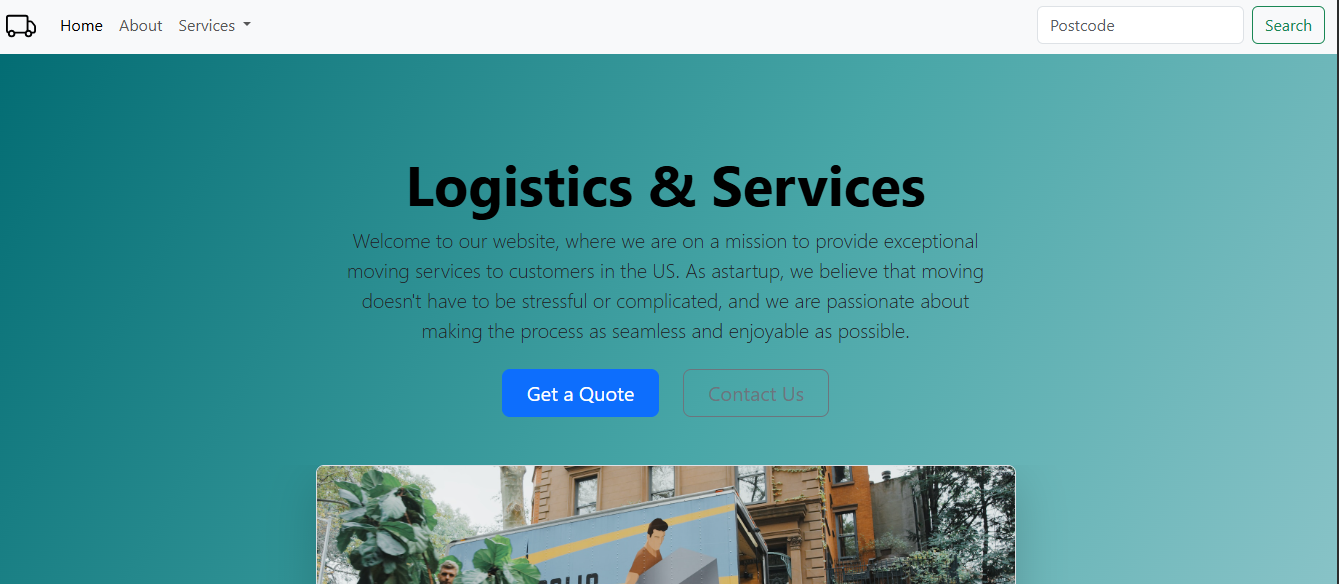 Home About Services
Postcode Search
Logistics & Services
Welcome to our website, where we are on a mission to provide exceptional
moving services to customers in the US. As astartup, we believe that moving
doesn't have to be stressful or complicated, and we are passionate about
making the process as seamless and enjoyable as possible.
Get a Quote Contact Us